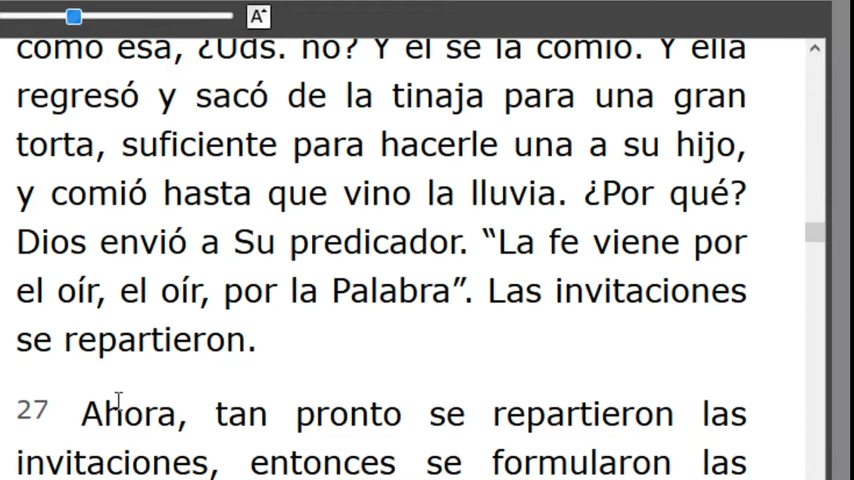 A
como esa, ¿Uds. no? Y él se la comió. Y ella
regresó y sacó de la tinaja para una gran
torta, suficiente para hacerle una a su hijo,
y comió hasta que vino la lluvia. ¿Por qué?
Dios envió a Su predicador. “La fe viene por
el oír, el oír, por la Palabra”. Las invitaciones
se repartieron.
27 Ahora, tan pronto se repartieron las
invitaciones, entonces se formularon las